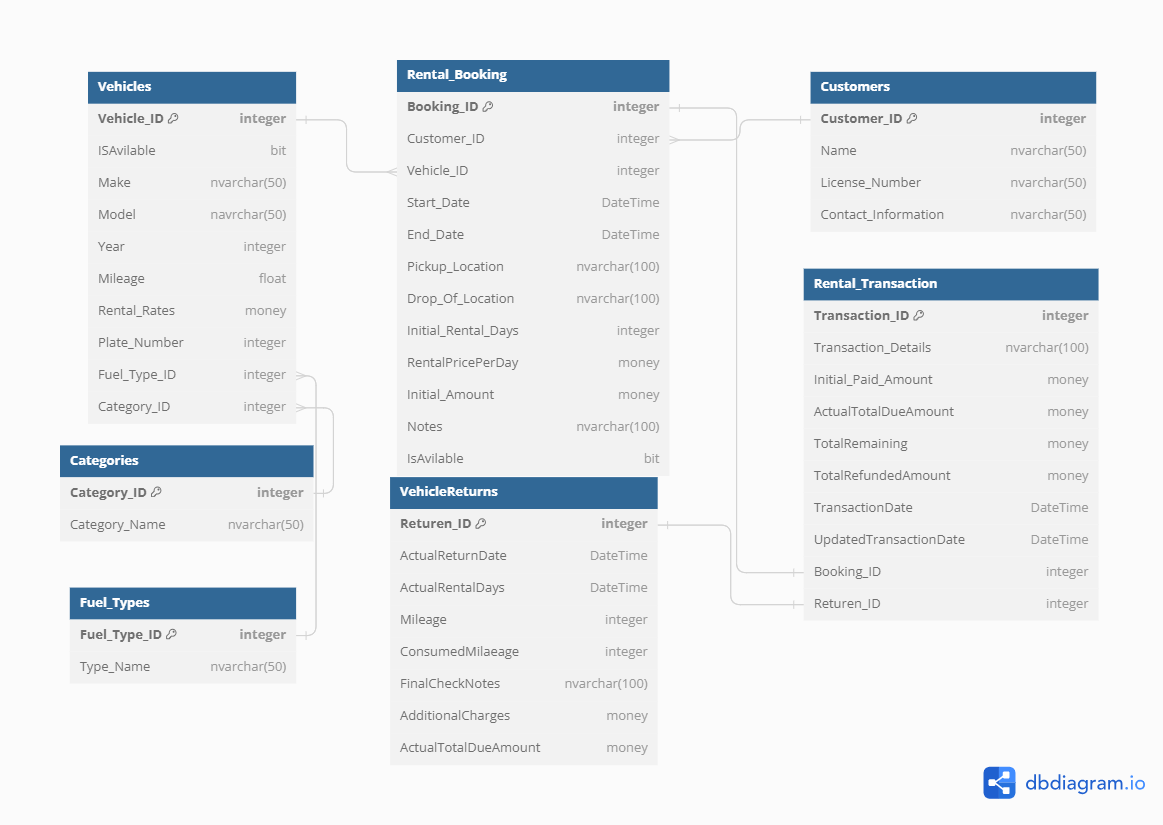 Vehicles
Vehicle_ID integer
ISAvilable bit
Make nvarchar(50)
Model navrchar(50)
Year integer
Mileage float
Rental_Rates money
Plate_Number integer
Fuel_Type_ID integer
Category_ID integer
Categories
Category_ID integer
Category_Name nvarchar(50)
Fuel_Types
Fuel_Type_ID integer
Type_Name nvarchar(50)
Rental_Booking
Booking_ID integer
Customer_ID integer
Vehicle_ID integer
Start_Date DateTime
End_Date DateTime
Pickup_Location nvarchar(100)
Drop_Of_Location nvarchar(100)
Initial_Rental_Days integer
RentalPricePerDay money
Initial_Amount money
Notes nvarchar(100)
IsAvilable bit
VehicleReturns
Returen_ID integer
ActualReturnDate DateTime
ActualRentalDays DateTime
Mileage integer
ConsumedMilaeage integer
FinalCheckNotes nvarchar(100)
AdditionalCharges money
ActualTotalDueAmount money
Customers
Customer_ID integer
Name nvarchar(50)
License_Number nvarchar(50)
Contact_Information nvarchar(50)
Rental_Transaction
Transaction_ID integer
Transaction_Details nvarchar(100)
Initial_Paid_Amount money
ActualTotalDueAmount money
TotalRemaining money
TotalRefundedAmount money
TransactionDate DateTime
UpdatedTransactionDate DateTime
Booking_ID integer
Returen_ID integer
dbdiagram.io